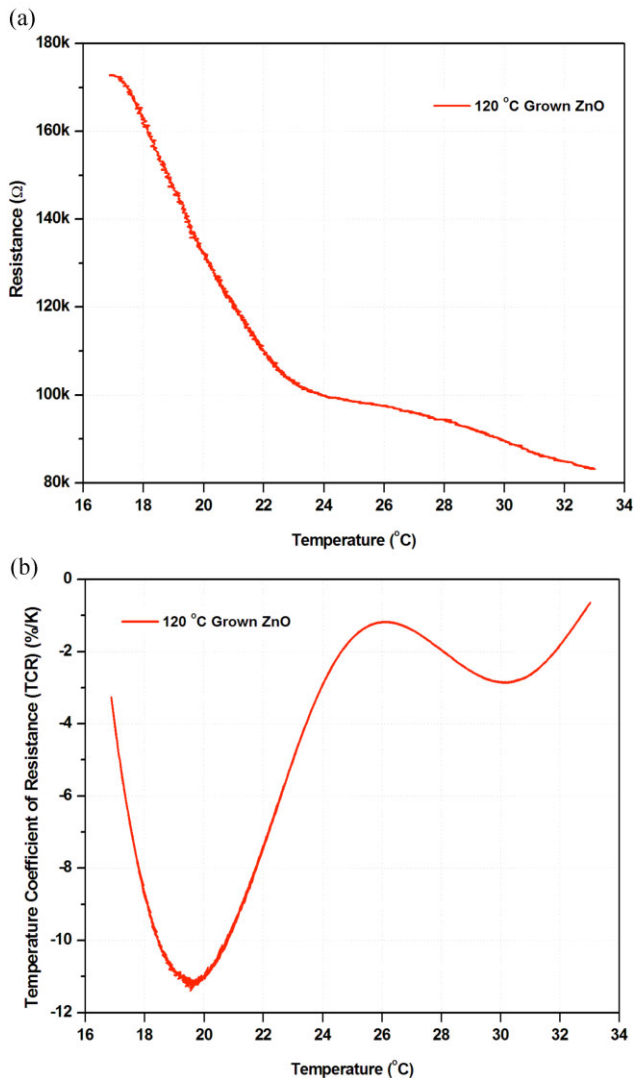 (a)
180k
160k
140k
120k
100k
80k
Resistance (Ω)
120 °C Grown ZnO
16 18 20 22 24 26 28 30 32 34
Temperature (°C)
(b)
0
-2
-4
-6
-8
-10
-12
Temperature Coefficient of Resistance (TCR) (%/K)
120 °C Grown ZnO
16 18 20 22 24 26 28 30 32 34
Temperature (°C)